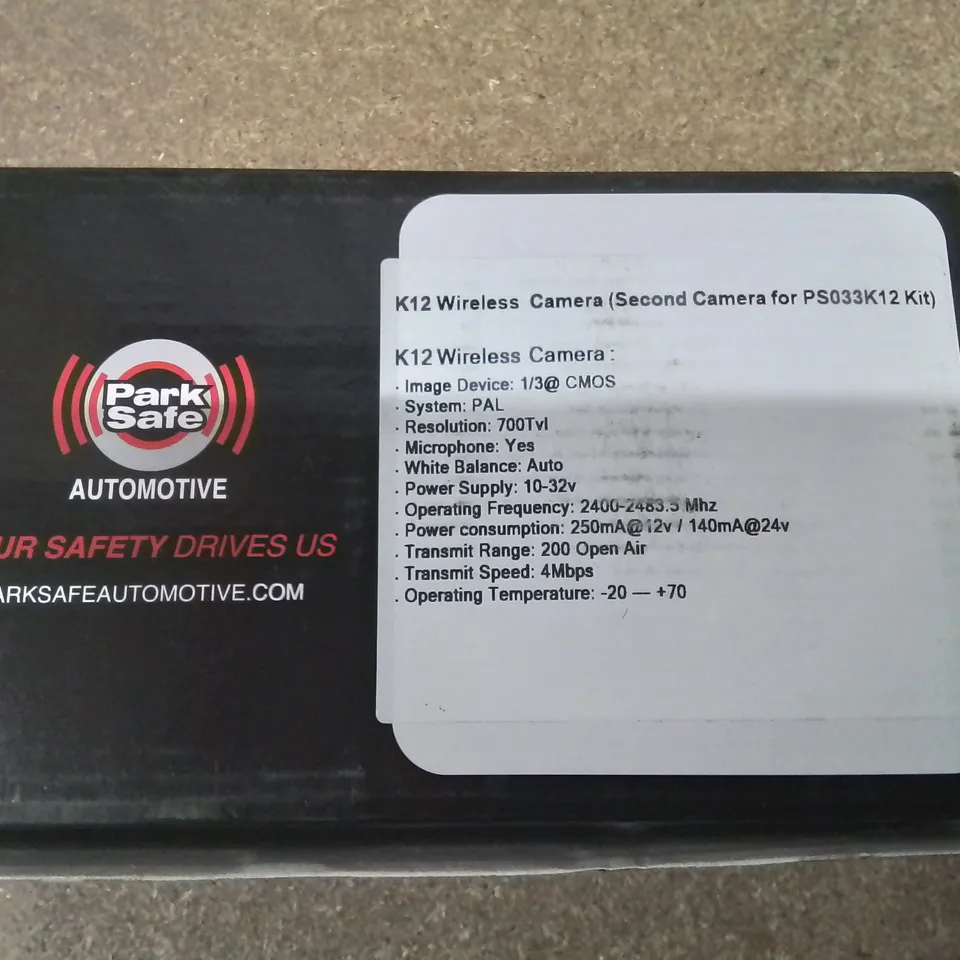 Park
Safe
AUTOMOTIVE
UR SAFETY DRIVES US
ARKSAFEAUTOMOTIVE.COM
K12 Wireless Camera (Second Camera for PS033K12 Kit)
K12 Wireless Camera :
· Image Device: 1/3@ CMOS
· System: PAL
· Resolution: 700Tvl
· Microphone: Yes
· White Balance: Auto
· Power Supply: 10-32v
· Operating Frequency: 2400-2483.5 Mhz
· Power consumption: 250mA@12v / 140mA@24v
· Transmit Range: 200 Open Air
· Transmit Speed: 4Mbps
· Operating Temperature: -20 — +70